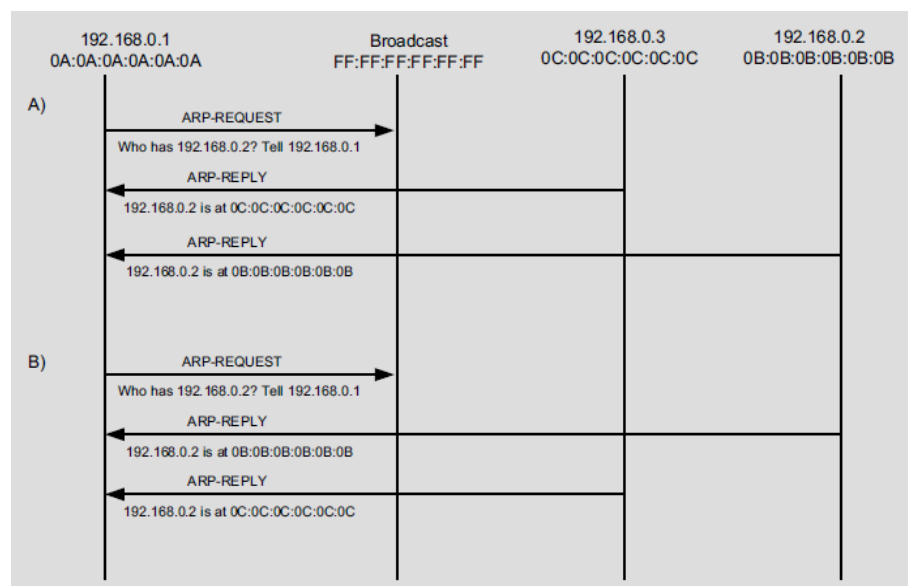 192.168.0.1
0A:0A:0A:0A:0A:0A
Broadcast
FF:FF:FF:FF:FF:FF
192.168.0.3
0C:0C:0C:0C:0C:0C
192.168.0.2
0B:0B:0B:0B:0B:0B
A)
ARP-REQUEST
Who has 192.168.0.2? Tell 192.168.0.1
ARP-REPLY
192.168.0.2 is at 0C:0C:0C:0C:0C:0C
ARP-REPLY
192.168.0.2 is at 0B:0B:0B:0B:0B:0B
B)
ARP-REQUEST
Who has 192.168.0.2? Tell 192.168.0.1
ARP-REPLY
192.168.0.2 is at 0B:0B:0B:0B:0B:0B
ARP-REPLY
192.168.0.2 is at 0C:0C:0C:0C:0C:0C